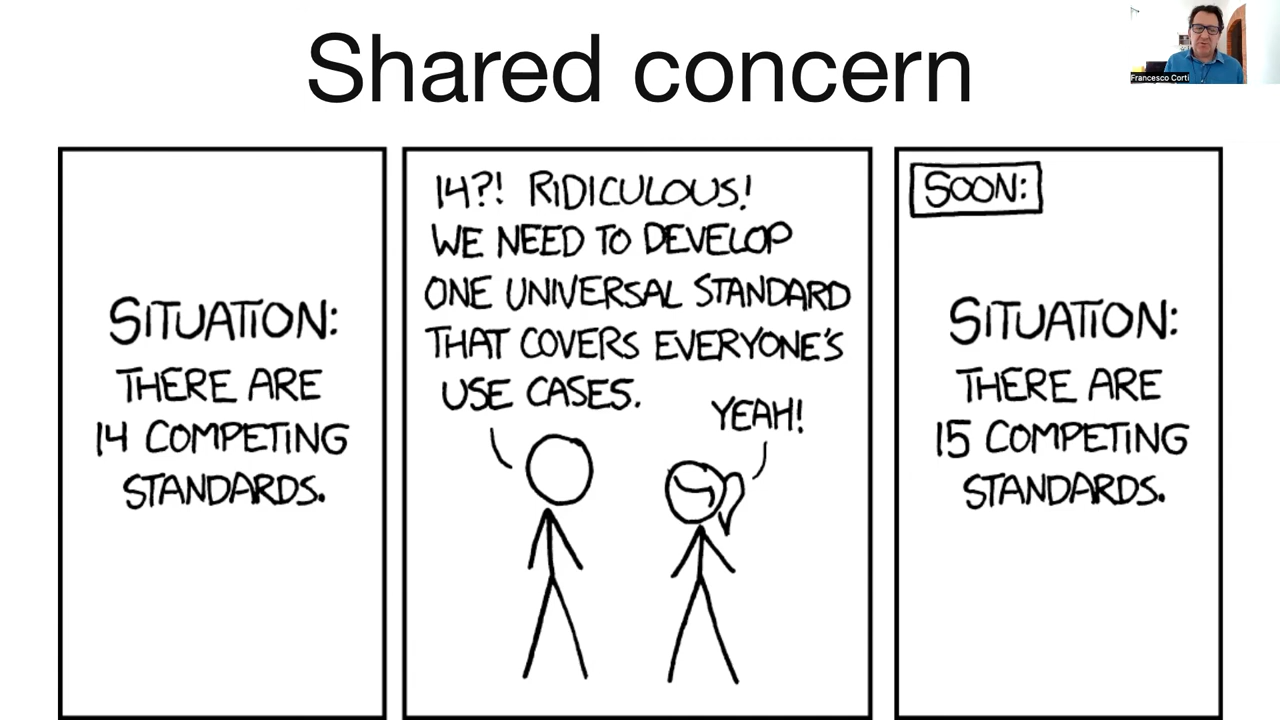 Shared concern
Francesco Corti
SITUATION:
THERE ARE
14 COMPETING
STANDARDS.
14?! RIDICULOUS!
WE NEED TO DEVELOP
ONE UNIVERSAL STANDARD
THAT COVERS EVERYONE'S
USE CASES.
YEAH!
SOON:
SITUATION:
THERE ARE
15 COMPETING
STANDARDS.